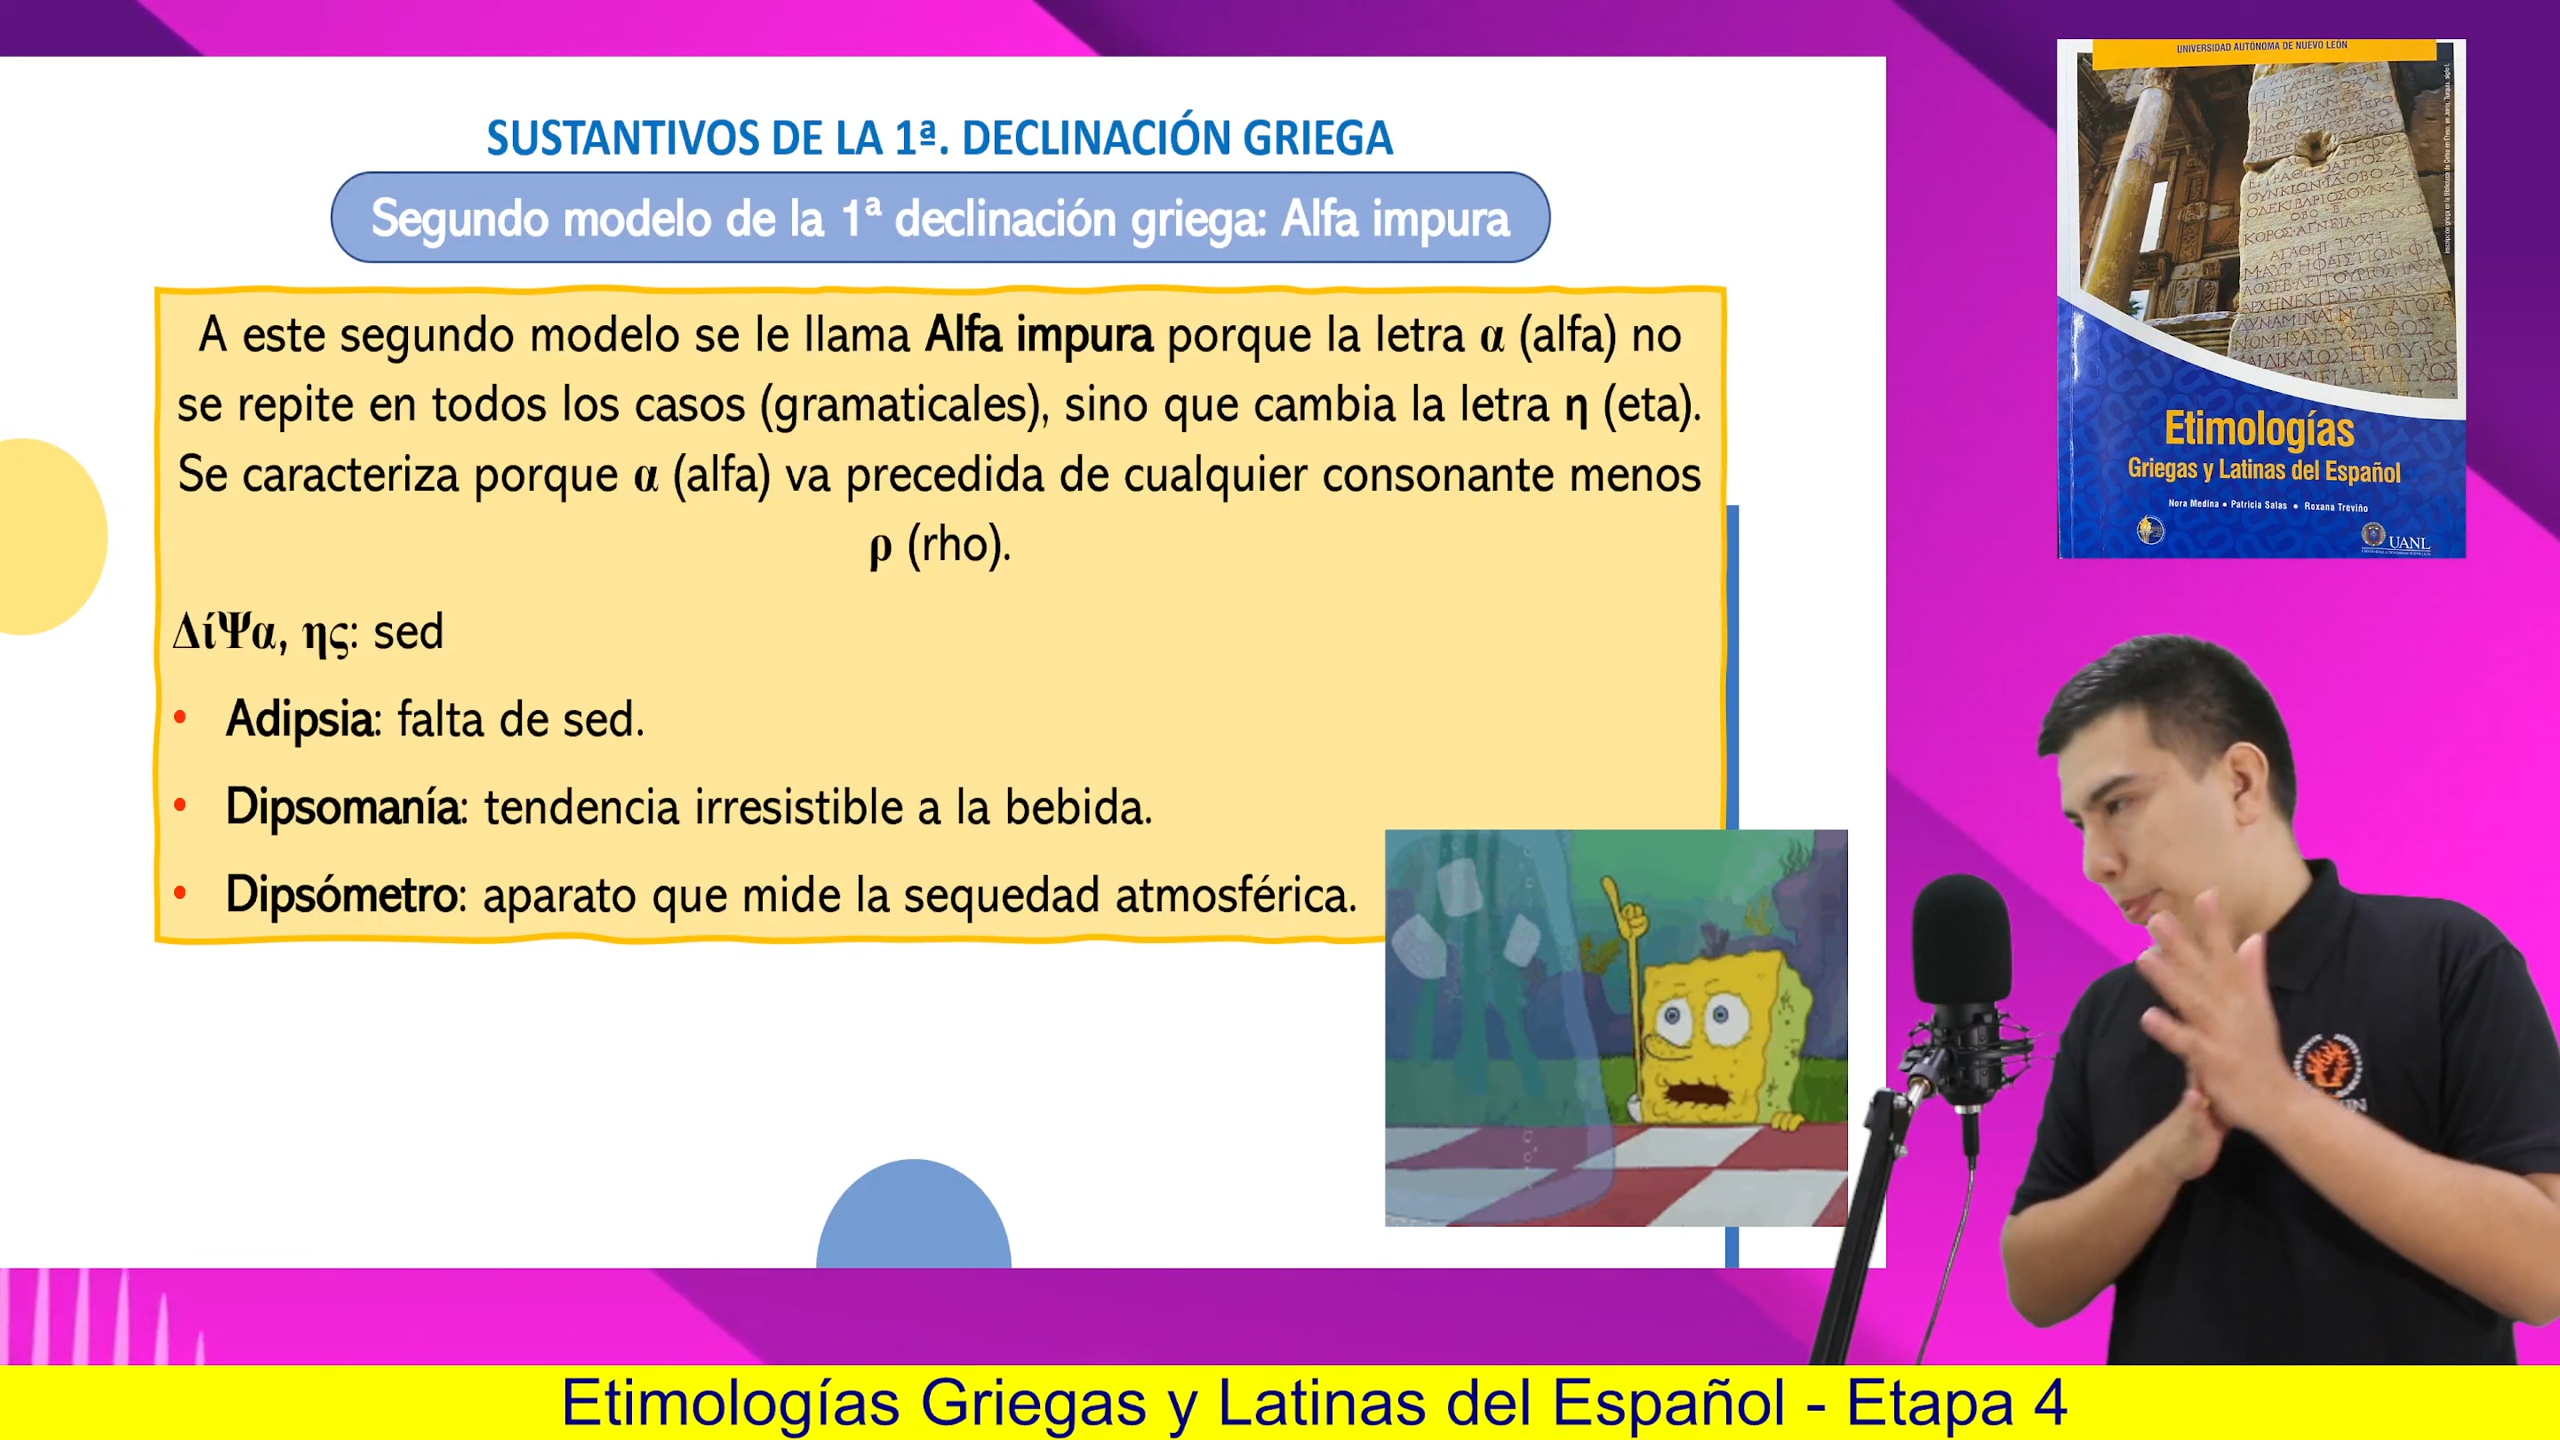 SUSTANTIVOS DE LA 1ª. DECLINACIÓN GRIEGA
Segundo modelo de la 1ª declinación griega: Alfa impura
A este segundo modelo se le llama Alfa impura porque la letra α (alfa) no
se repite en todos los casos (gramaticales), sino que cambia la letra η (eta).
Se caracteriza porque α (alfa) va precedida de cualquier consonante menos
ρ (rho).
ΔίΨα, ης: sed
• Adipsia: falta de sed.
• Dipsomanía: tendencia irresistible a la bebida.
• Dipsómetro: aparato que mide la sequedad atmosférica.
UNIVERSIDAD AUTÓNOMA DE NUEVO LEÓN
Etimologías
Griegas y Latinas del Español
Nora Medina • Patricia Salas • Roxana Treviño
UANL
Etimologías Griegas y Latinas del Español - Etapa 4